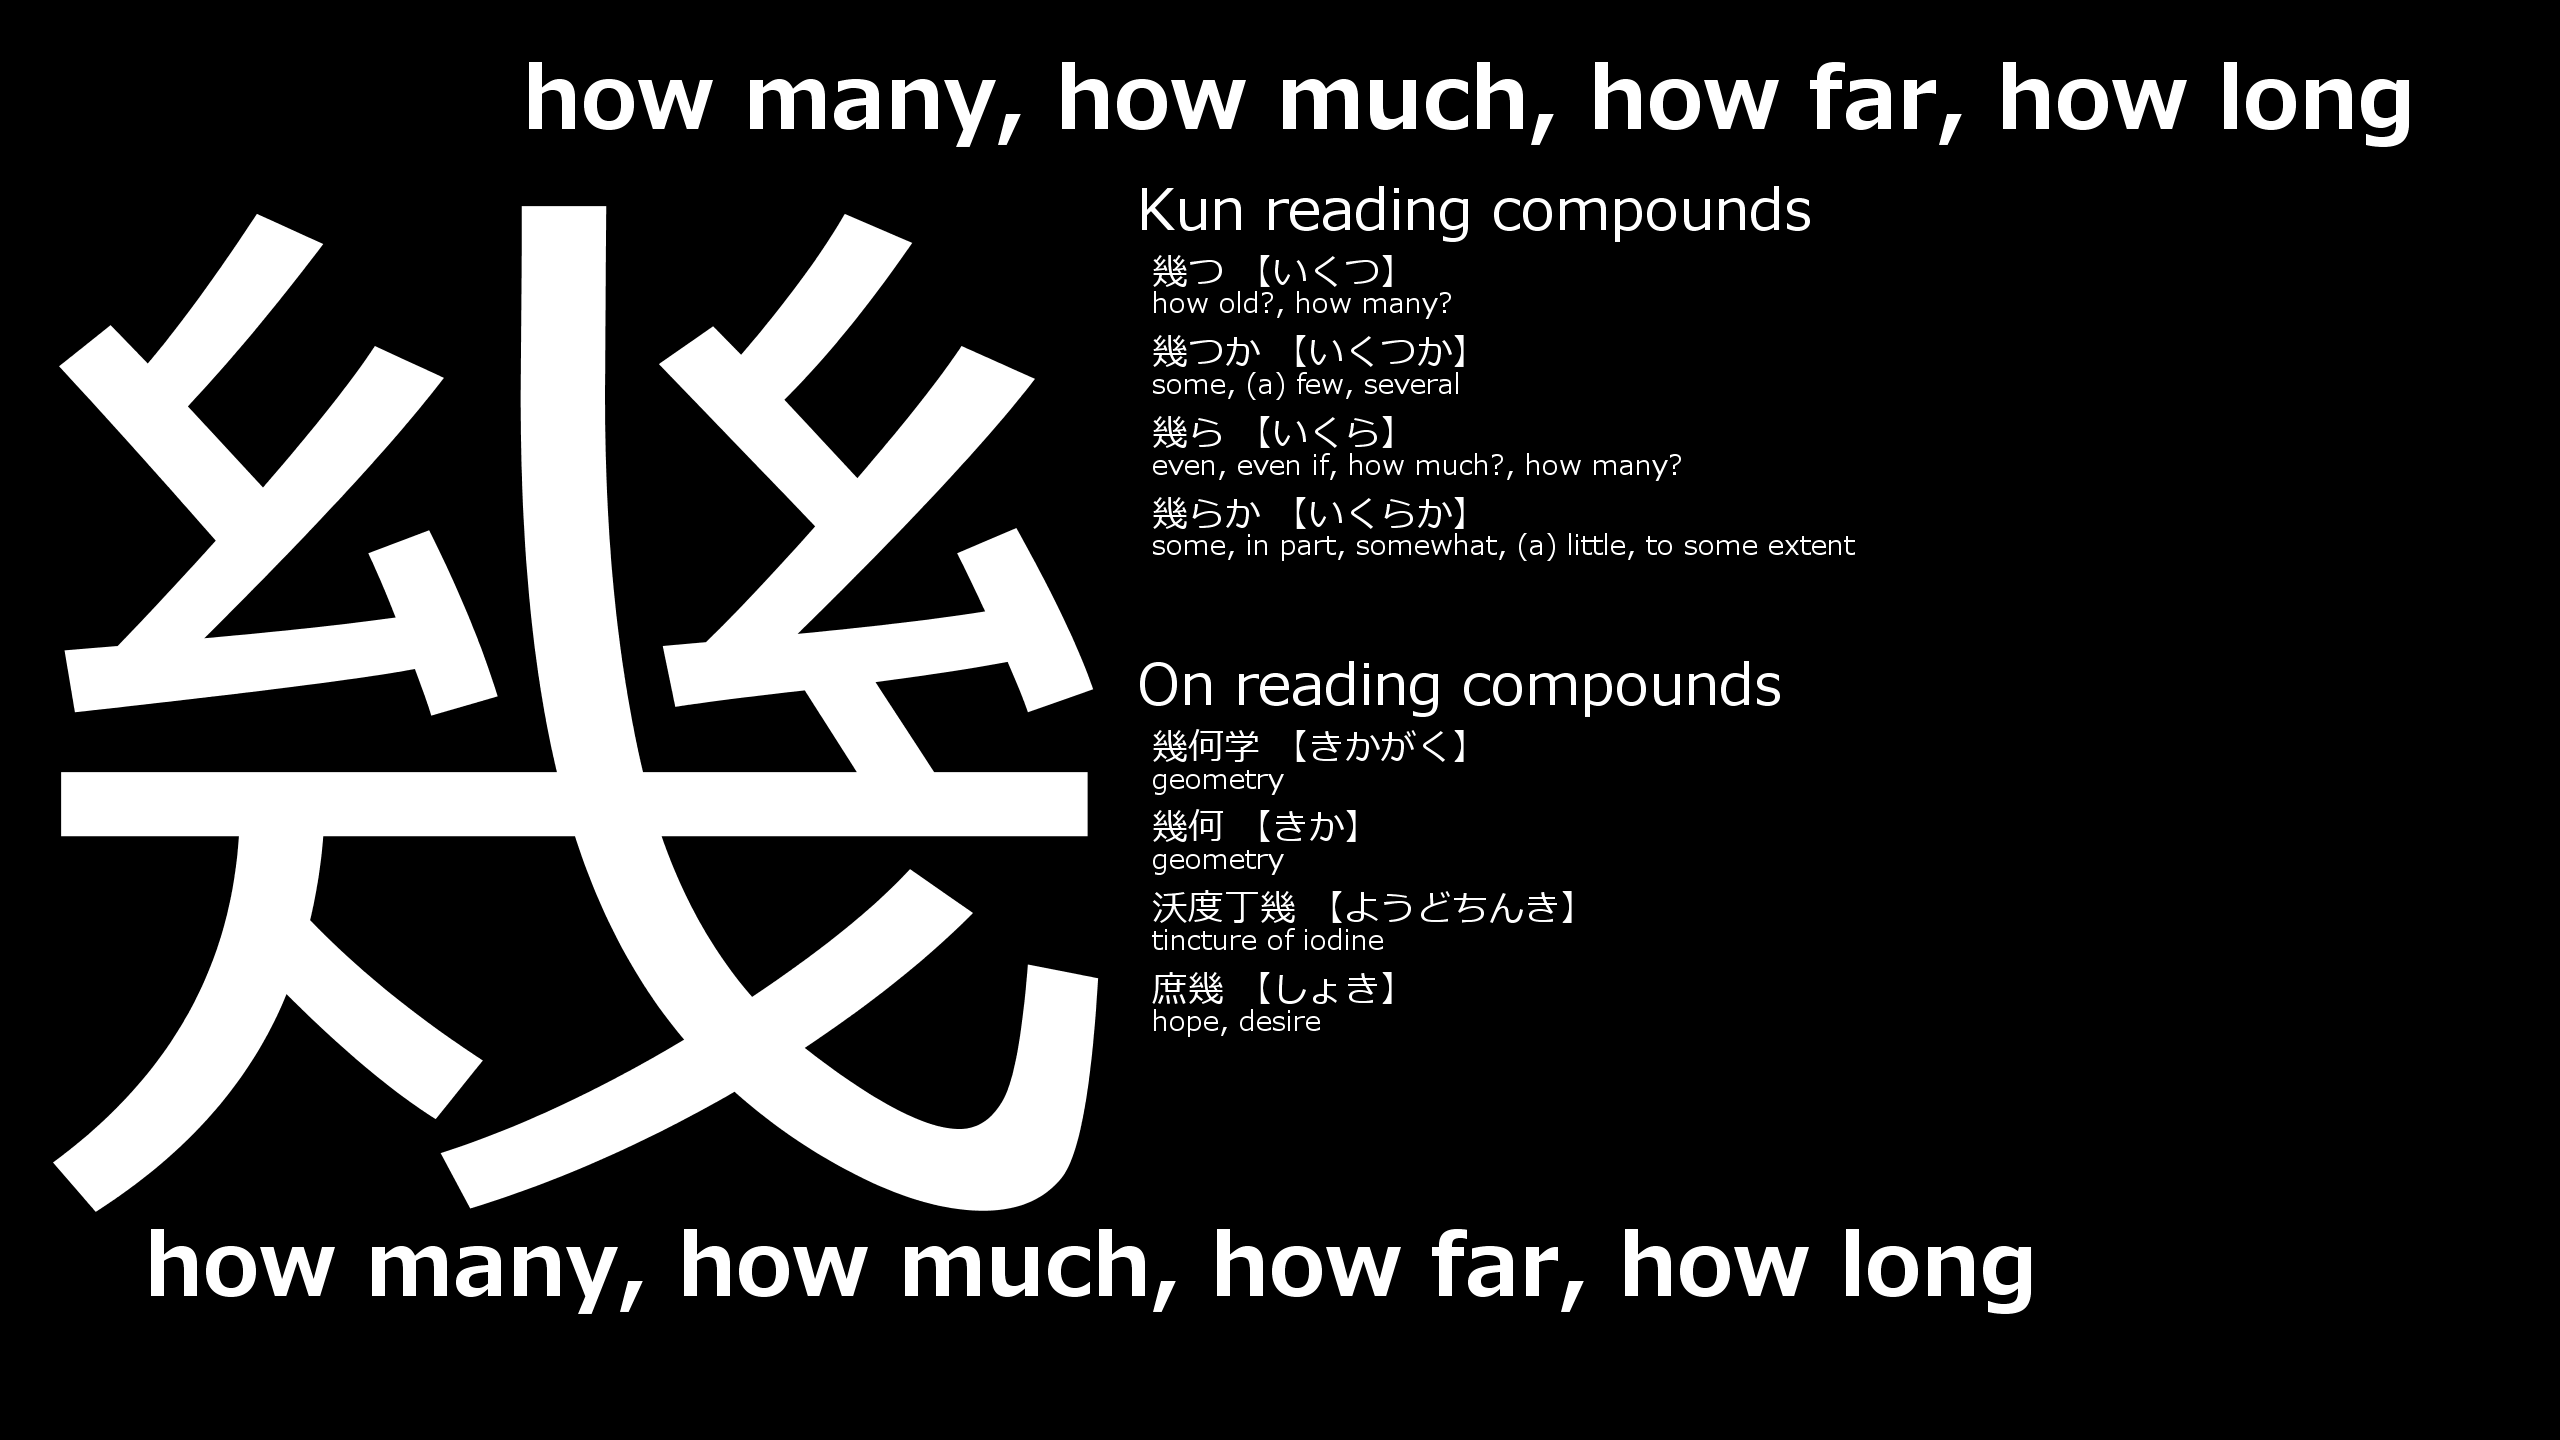 how many, how much, how far, how long
幾
Kun reading compounds
幾つ 【いくつ】
how old?, how many?
幾つか 【いくつか】
some, (a) few, several
幾ら 【いくら】
even, even if, how much?, how many?
幾らか 【いくらか】
some, in part, somewhat, (a) little, to some extent
On reading compounds
幾何学 【きかがく】
geometry
幾何 【きか】
geometry
沃度丁幾 【ようどちんき】
tincture of iodine
庶幾 【しょき】
hope, desire
how many, how much, how far, how long